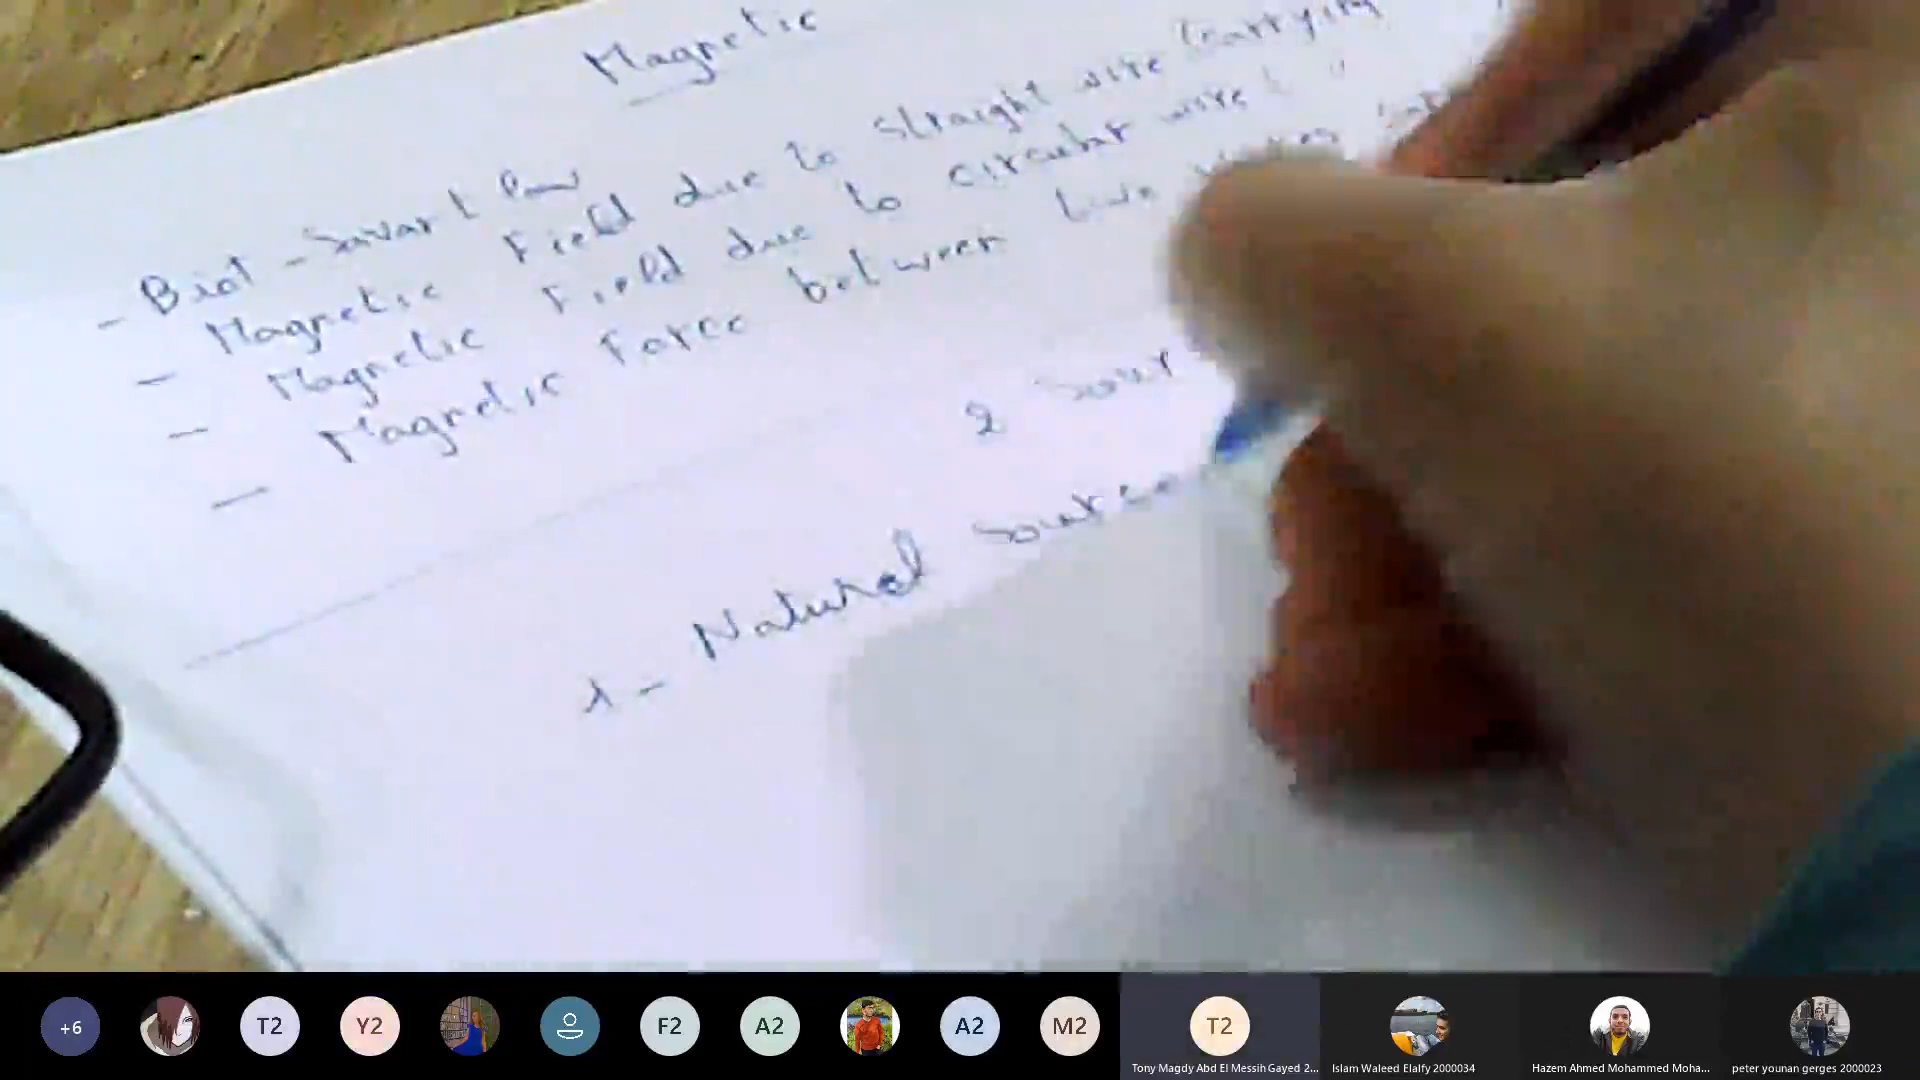 Magnetic
- Biot - Savart law
- Magnetic Field due to straight wire Carrying
- Magnetic Field due to circular wire " "
- Magnetic Force between two
2 Sour
1- Natural source
+6
T2
Y2
F2
A2
A2
M2
T2
Tony Magdy Abd El Messih Gayed 2...
Islam Waleed Elalfy 2000034
Hazem Ahmed Mohammed Moha...
peter younan gerges 2000023